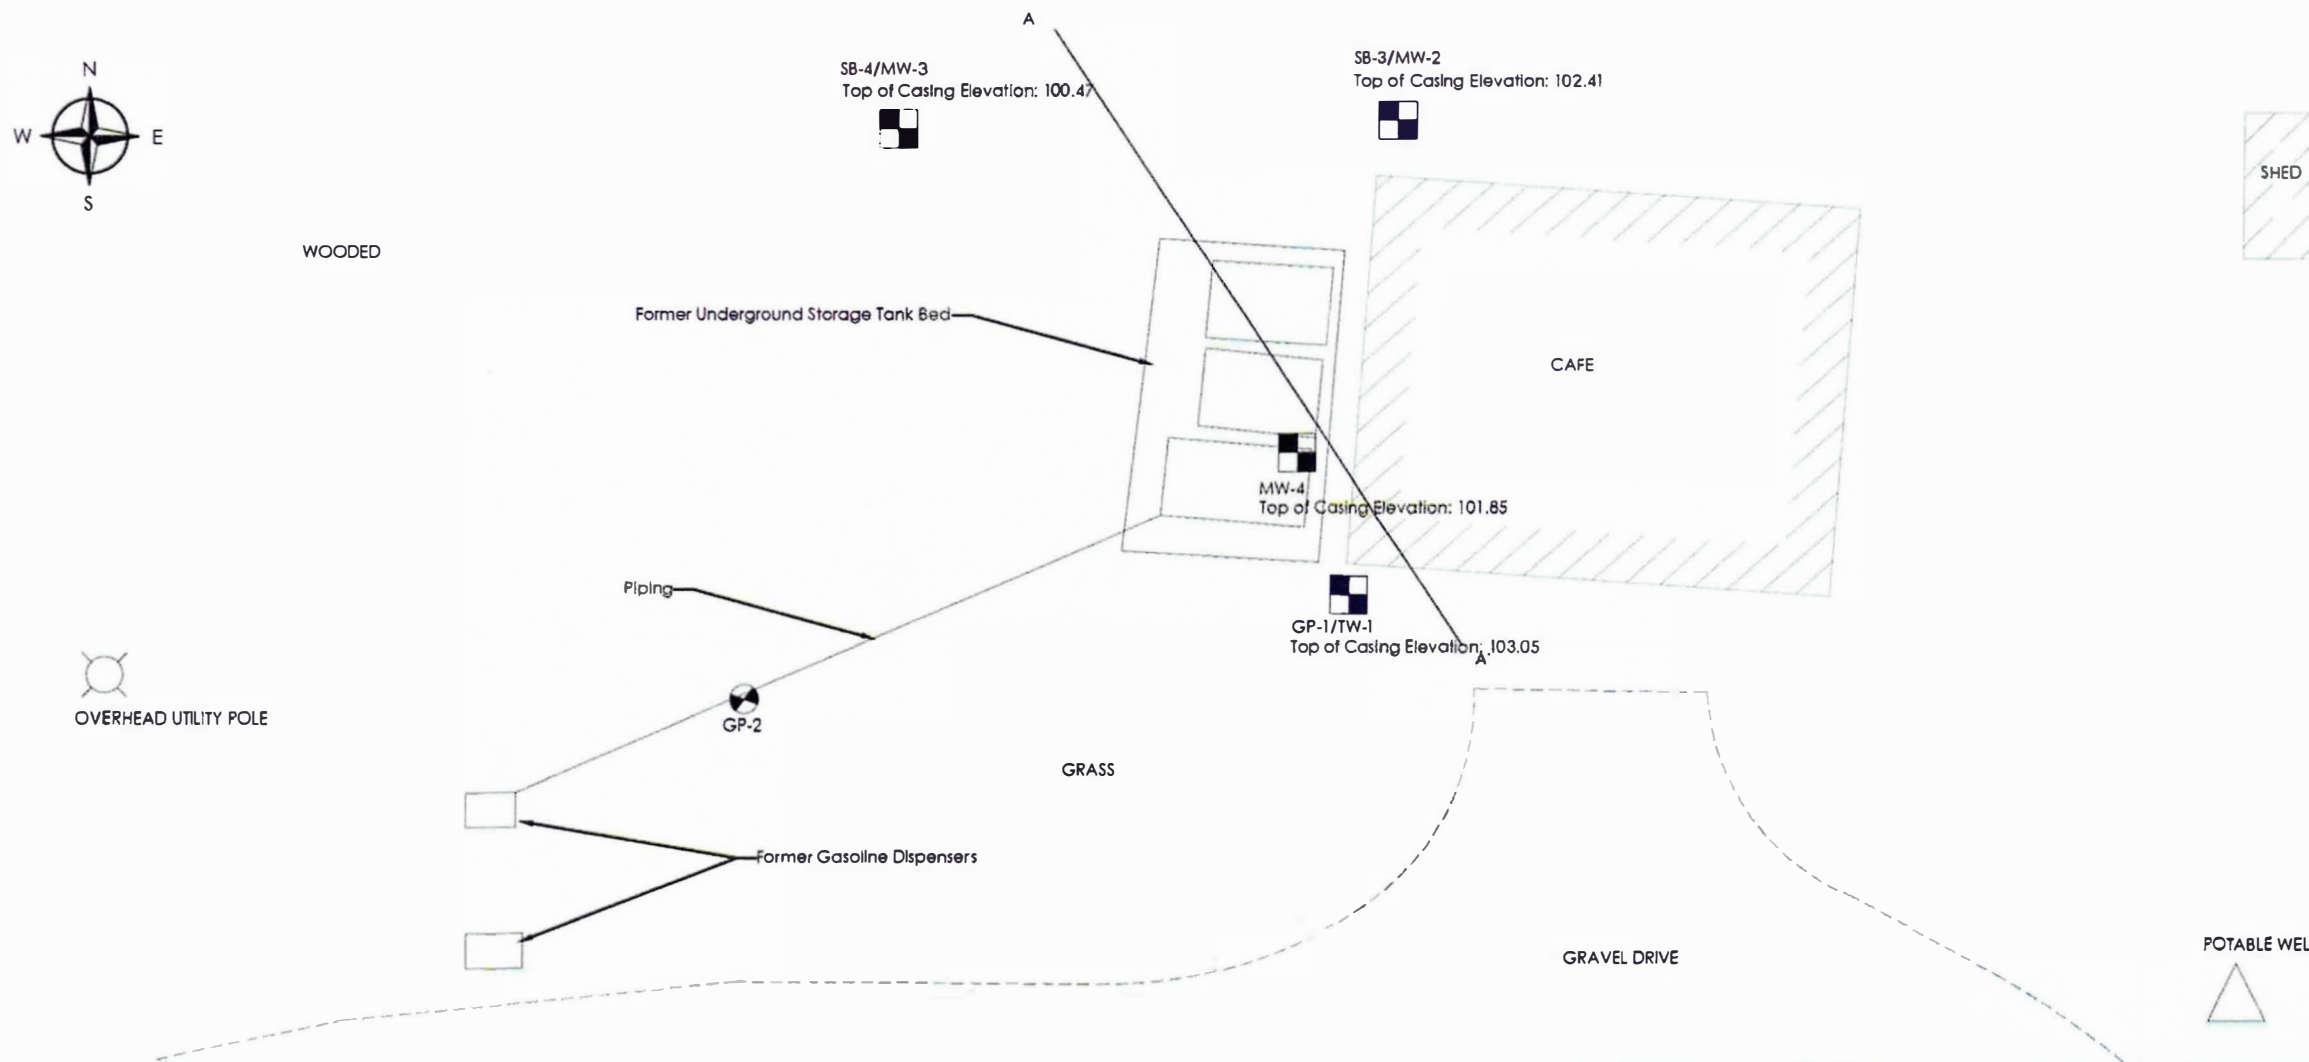 A
SB-4/MW-3
Top of Casing Elevation: 100.47
SB-3/MW-2
Top of Casing Elevation: 102.41
N
W
E
S
SHED
WOODED
Former Underground Storage Tank Bed
CAFE
MW-4
Top of Casing Elevation: 101.85
Piping
GP-1/TW-1
Top of Casing Elevation: 103.05
A'
OVERHEAD UTILITY POLE
GP-2
GRASS
Former Gasoline Dispensers
GRAVEL DRIVE
POTABLE WEL